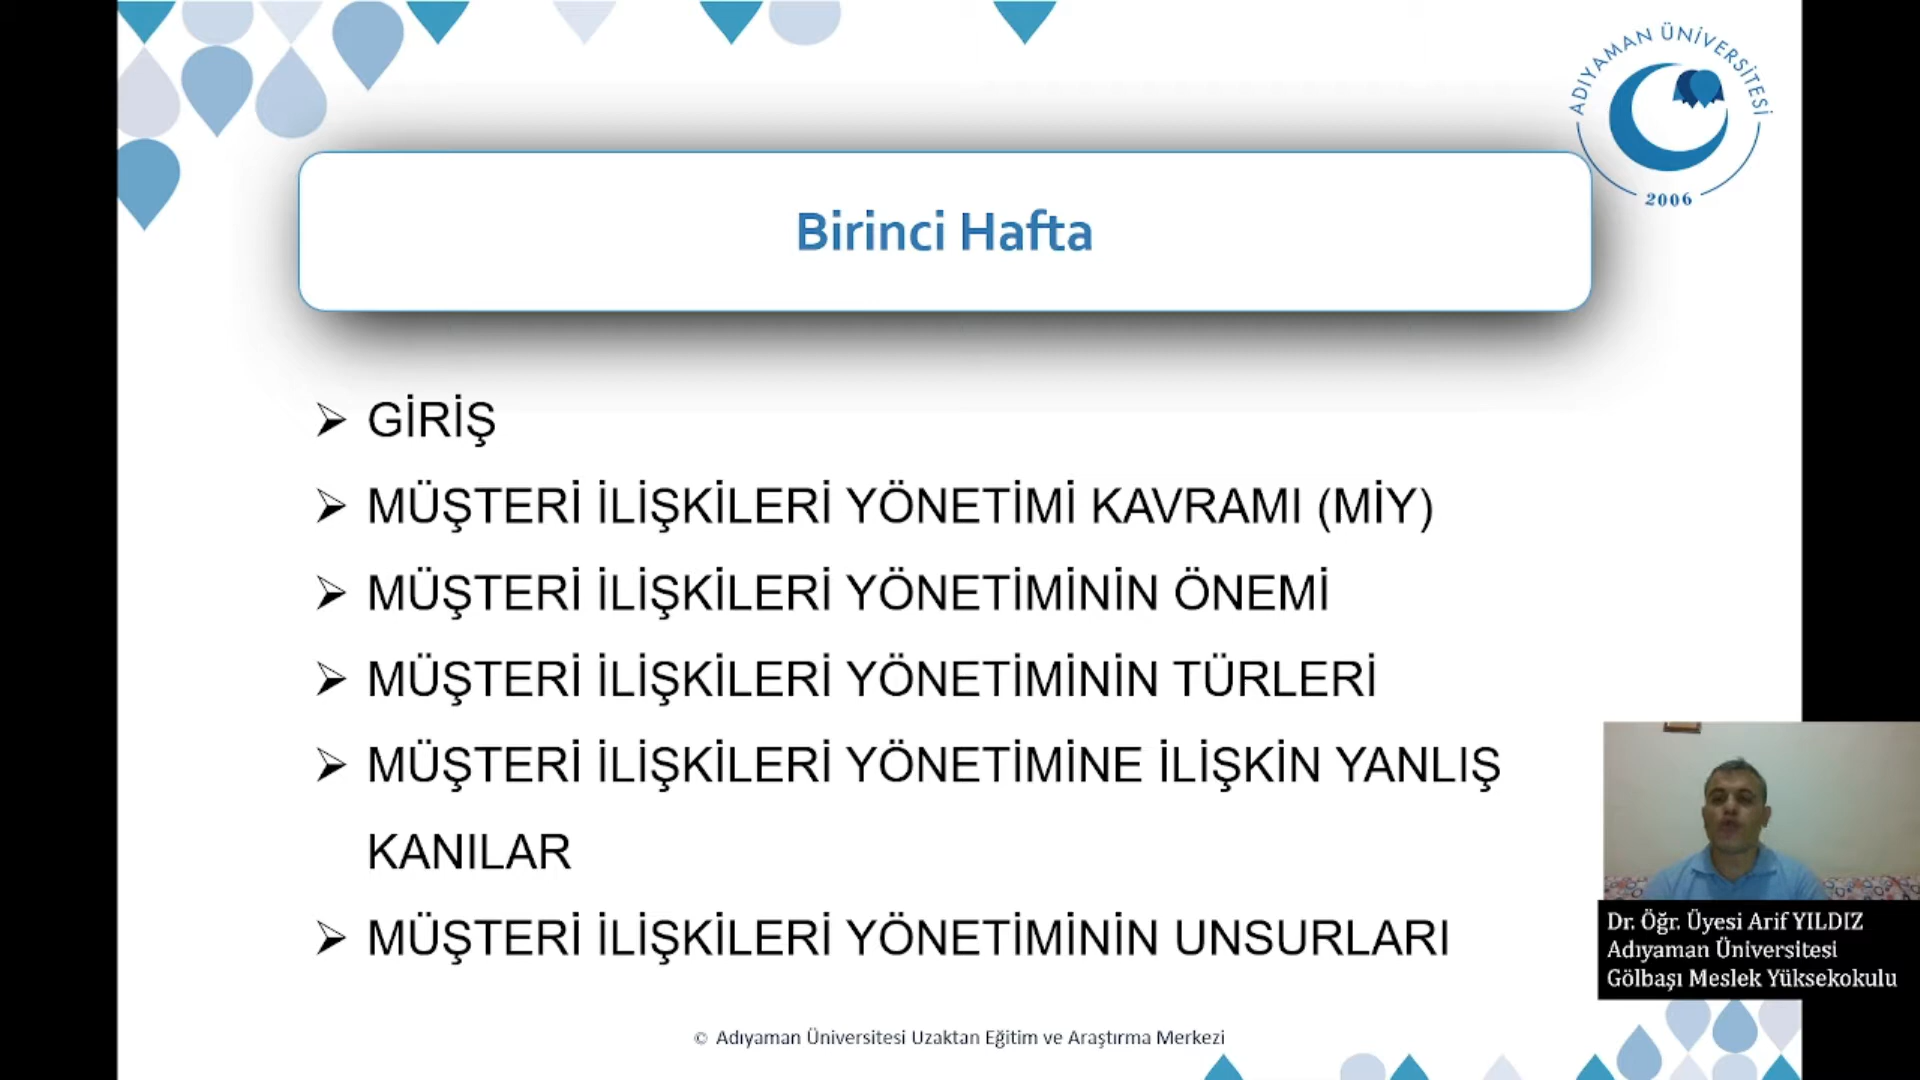 ADIYAMAN ÜNİVERSİTESİ
2006
Birinci Hafta
GİRİŞ
MÜŞTERİ İLİŞKİLERİ YÖNETİMİ KAVRAMI (MİY)
MÜŞTERİ İLİŞKİLERİ YÖNETİMİNİN ÖNEMİ
MÜŞTERİ İLİŞKİLERİ YÖNETİMİNİN TÜRLERİ
MÜŞTERİ İLİŞKİLERİ YÖNETİMİNE İLİŞKİN YANLIŞ
KANILAR
MÜŞTERİ İLİŞKİLERİ YÖNETİMİNİN UNSURLARI
Dr. Öğr. Üyesi Arif YILDIZ
Adıyaman Üniversitesi
Gölbaşı Meslek Yüksekokulu
© Adıyaman Üniversitesi Uzaktan Eğitim ve Araştırma Merkezi